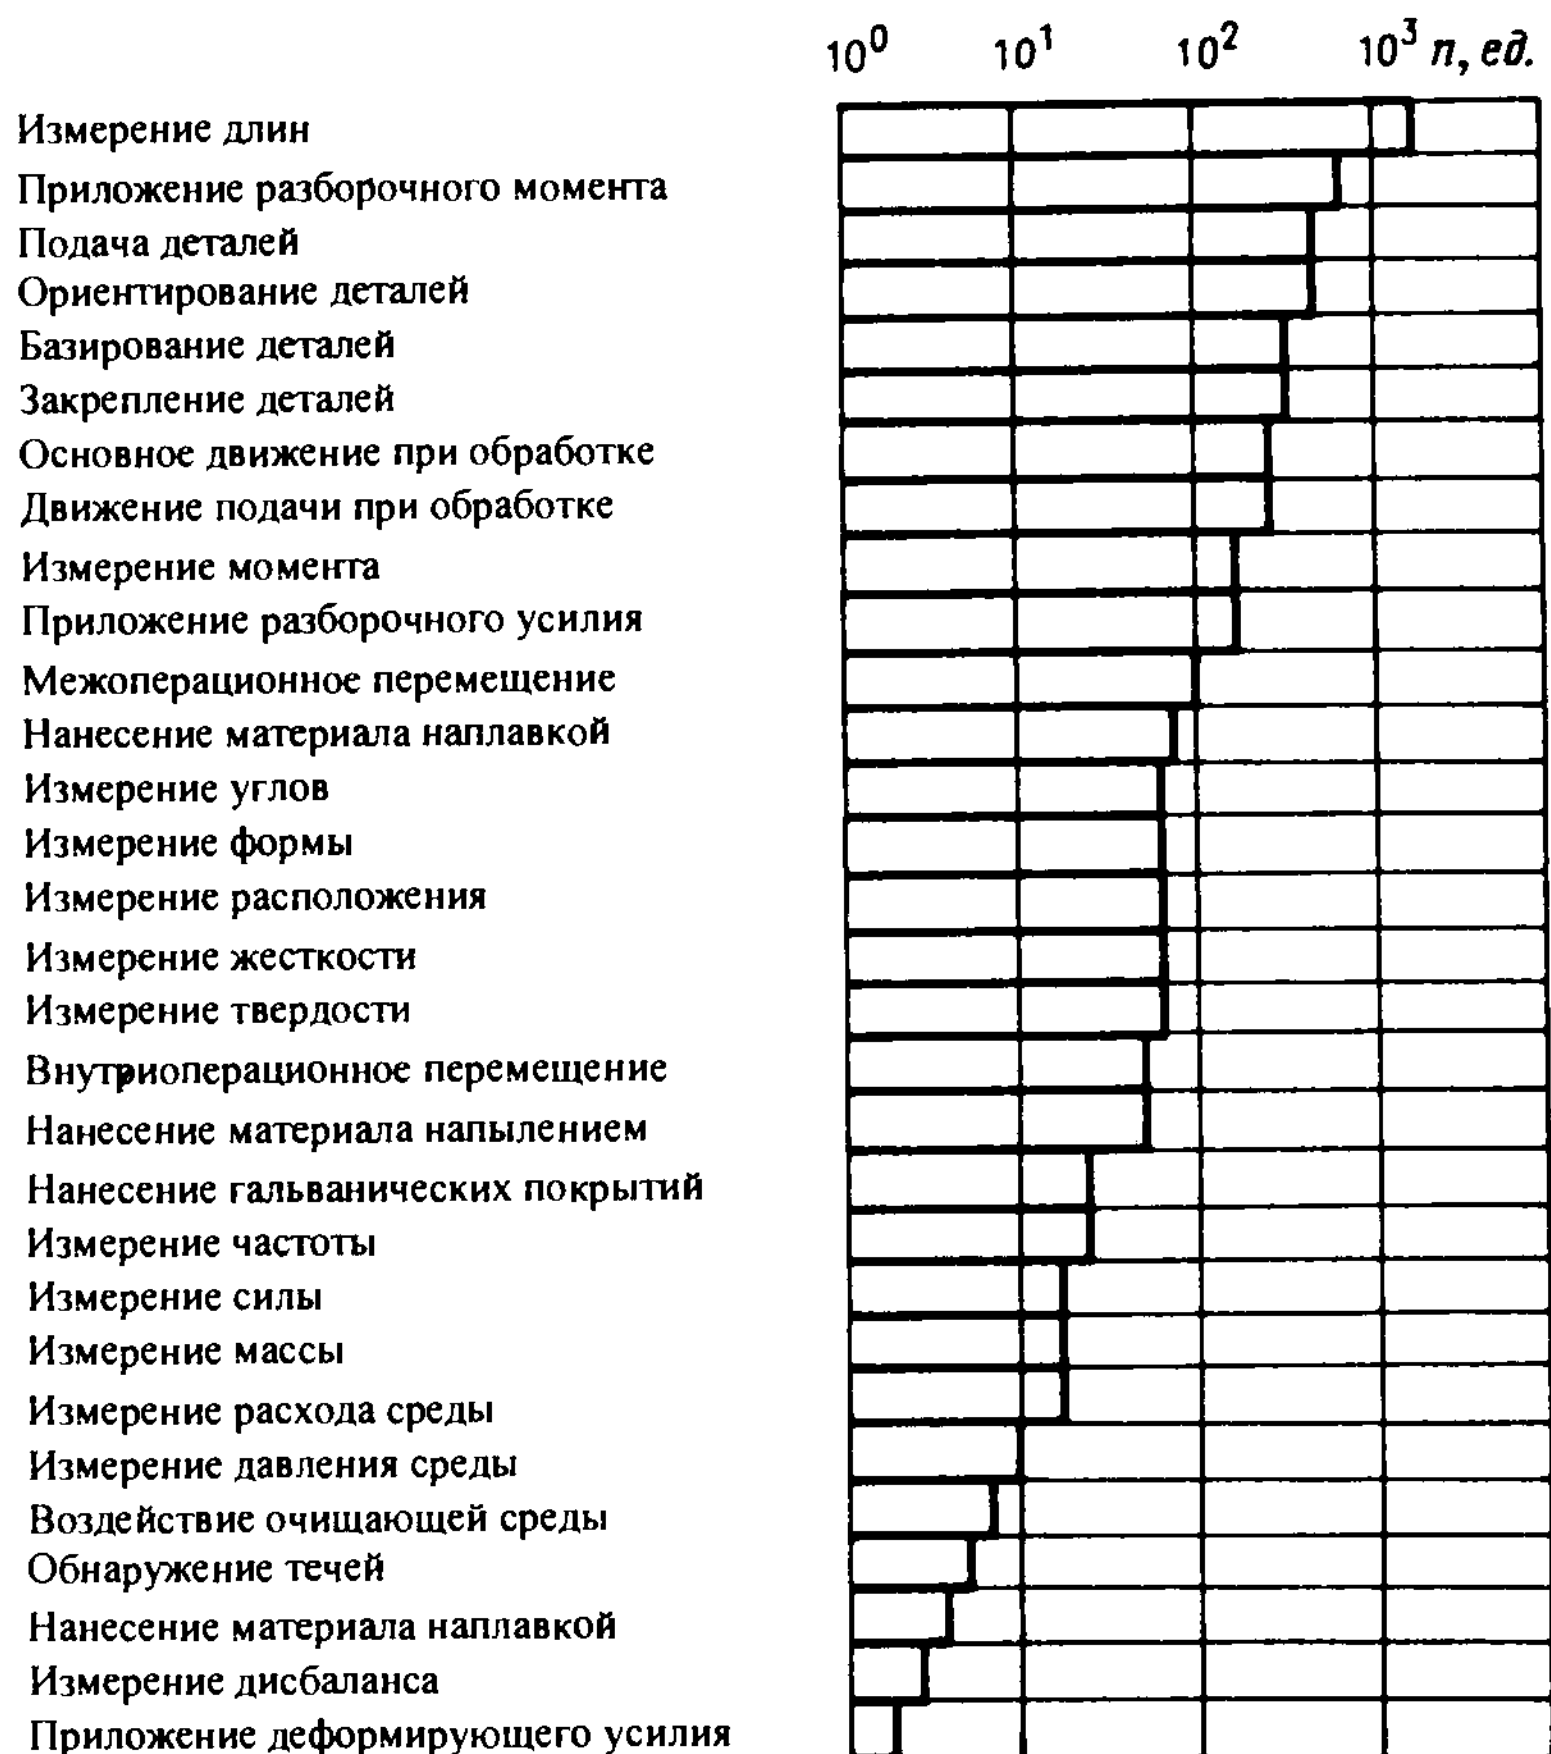 10⁰ 10¹ 10² 10³ n, ед.
Измерение длин
Приложение разборочного момента
Подача деталей
Ориентирование деталей
Базирование деталей
Закрепление деталей
Основное движение при обработке
Движение подачи при обработке
Измерение момента
Приложение разборочного усилия
Межоперационное перемещение
Нанесение материала наплавкой
Измерение углов
Измерение формы
Измерение расположения
Измерение жесткости
Измерение твердости
Внутриоперационное перемещение
Нанесение материала напылением
Нанесение гальванических покрытий
Измерение частоты
Измерение силы
Измерение массы
Измерение расхода среды
Измерение давления среды
Воздействие очищающей среды
Обнаружение течей
Нанесение материала наплавкой
Измерение дисбаланса
Приложение деформирующего усилия